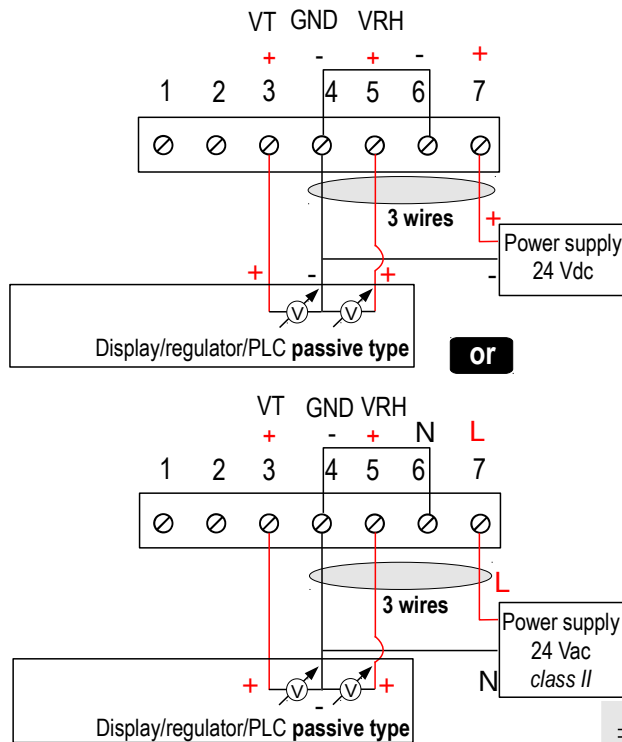 VT GND VRH
+ - + - +
1 2 3 4 5 6 7
3 wires
+
Power supply
24 Vdc
-
+ - +
V V
Display/regulator/PLC passive type
or
VT GND VRH N L
+ - +
1 2 3 4 5 6 7
L
3 wires
Power supply
24 Vac
class II
N
+ - +
V V
Display/regulator/PLC passive type